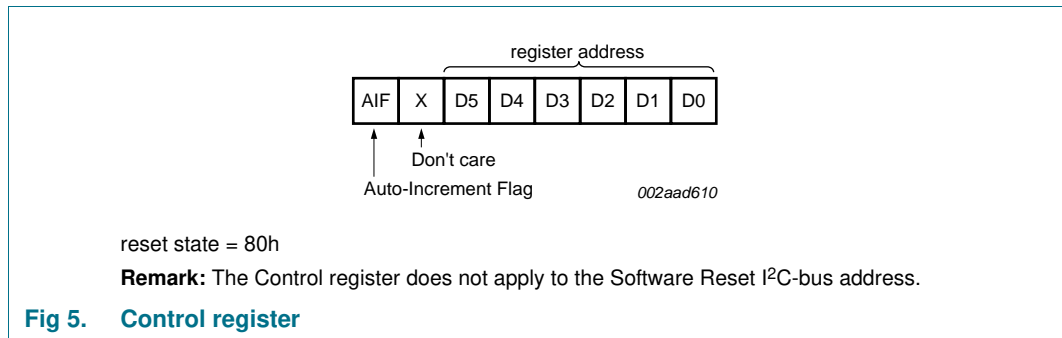 register address
AIF X D5 D4 D3 D2 D1 D0
Don't care
Auto-Increment Flag
002aad610
reset state = 80h
Remark: The Control register does not apply to the Software Reset I²C-bus address.
Fig 5. Control register